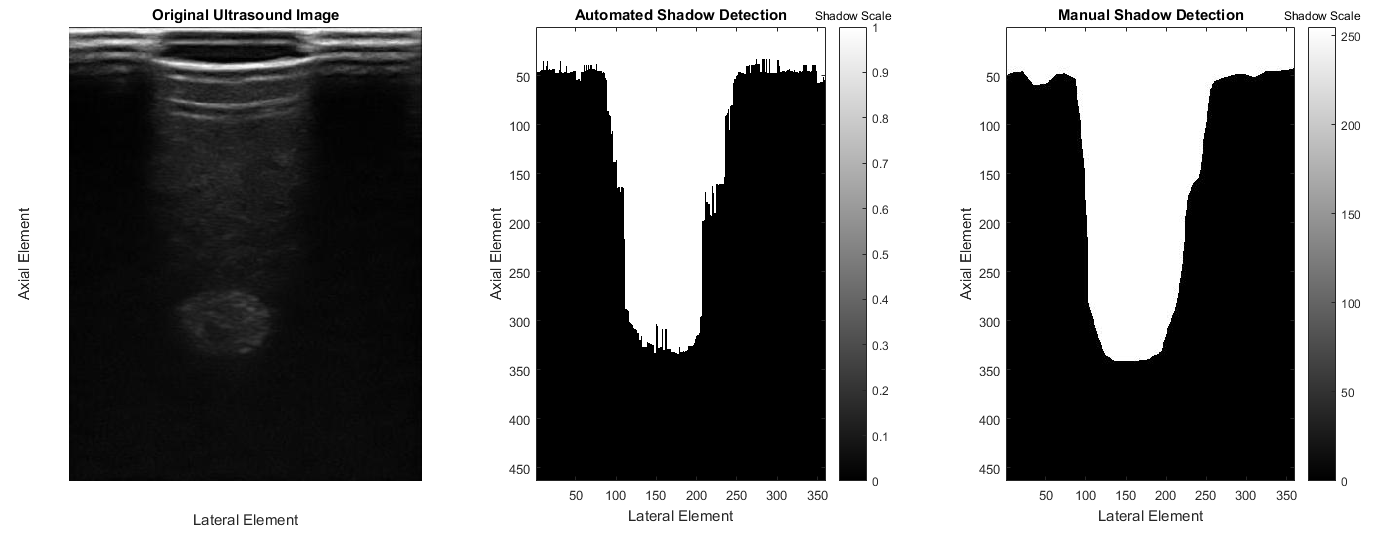 Original Ultrasound Image
Axial Element
Lateral Element
Automated Shadow Detection
Shadow Scale
50
100
150
200
250
300
350
400
450
Axial Element
50 100 150 200 250 300 350
Lateral Element
1
0.9
0.8
0.7
0.6
0.5
0.4
0.3
0.2
0.1
0
Manual Shadow Detection
Shadow Scale
50
100
150
200
250
300
350
400
450
Axial Element
50 100 150 200 250 300 350
Lateral Element
250
200
150
100
50
0